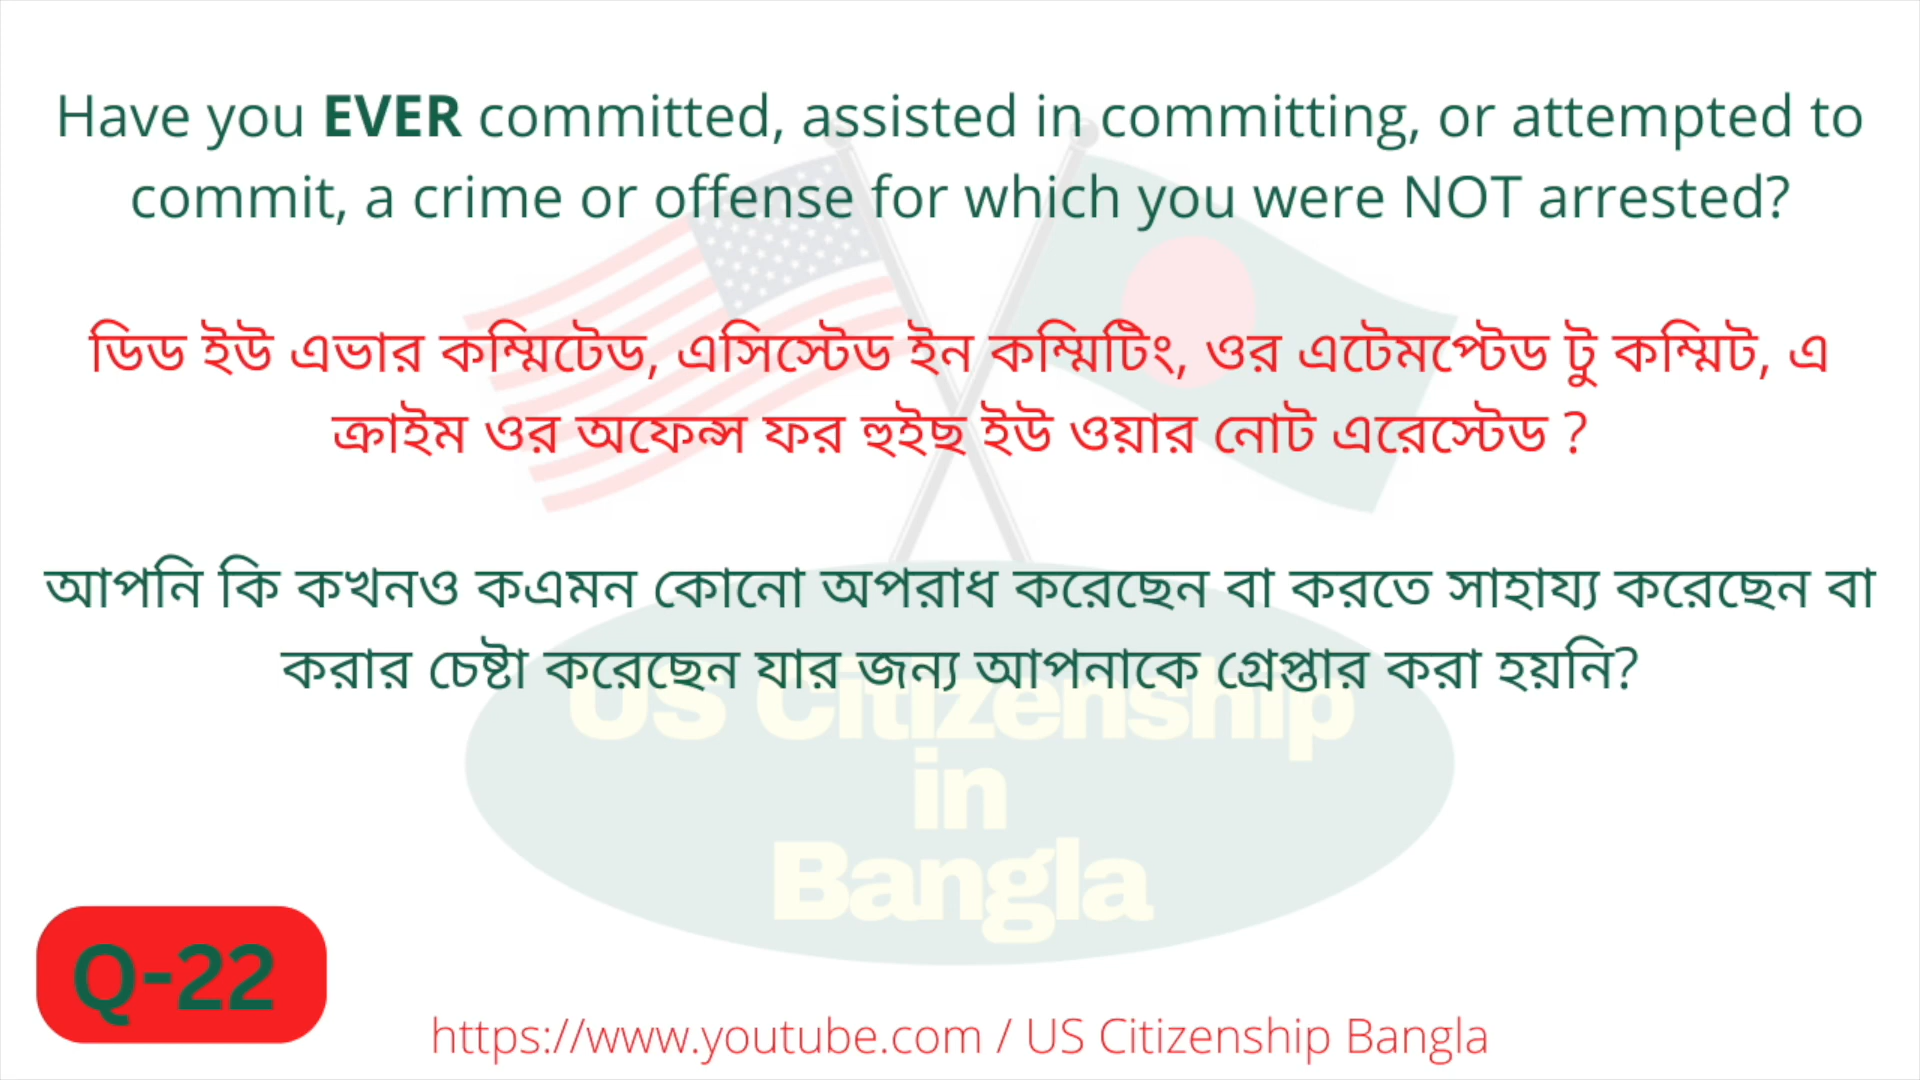 Have you EVER committed, assisted in committing, or attempted to
commit, a crime or offense for which you were NOT arrested?
ডিড ইউ এভার কম্মিটেড, এসিস্টেড ইন কম্মিটিং, ওর এটেমপ্টেড টু কম্মিট, এ
ক্রাইম ওর অফেন্স ফর হুইছ ইউ ওয়ার নোট এরেস্টেড ?
আপনি কি কখনও কএমন কোনো অপরাধ করেছেন বা করতে সাহায্য করেছেন বা
করার চেষ্টা করেছেন যার জন্য আপনাকে গ্রেপ্তার করা হয়নি?
US Citizenship
in
Bangla
Q-22
https://www.youtube.com / US Citizenship Bangla